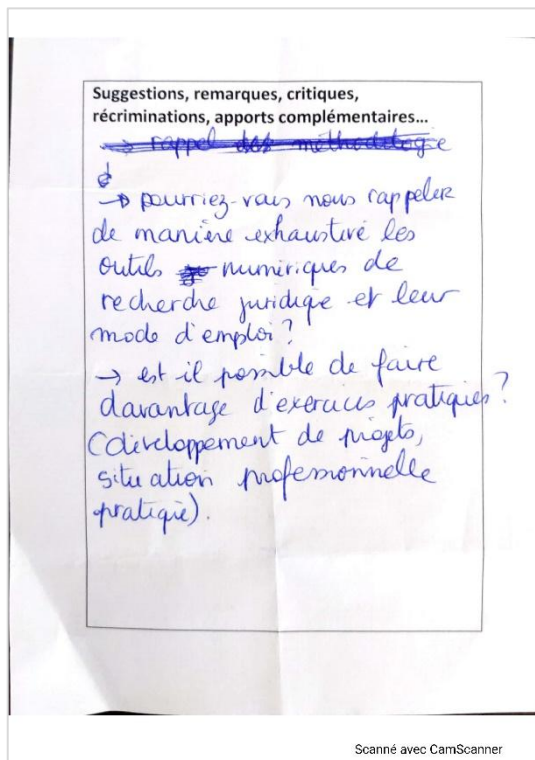 Suggestions, remarques, critiques,
récriminations, apports complémentaires...
→ rappel des méthodologie
→ pourriez-vous nous rappeler
de manière exhaustive les
outils numériques de
recherche juridique et leur
mode d'emploi ?
→ est il possible de faire
davantage d'exercices pratiques ?
(développement de projets,
situation professionnelle
pratique).
Scanné avec CamScanner